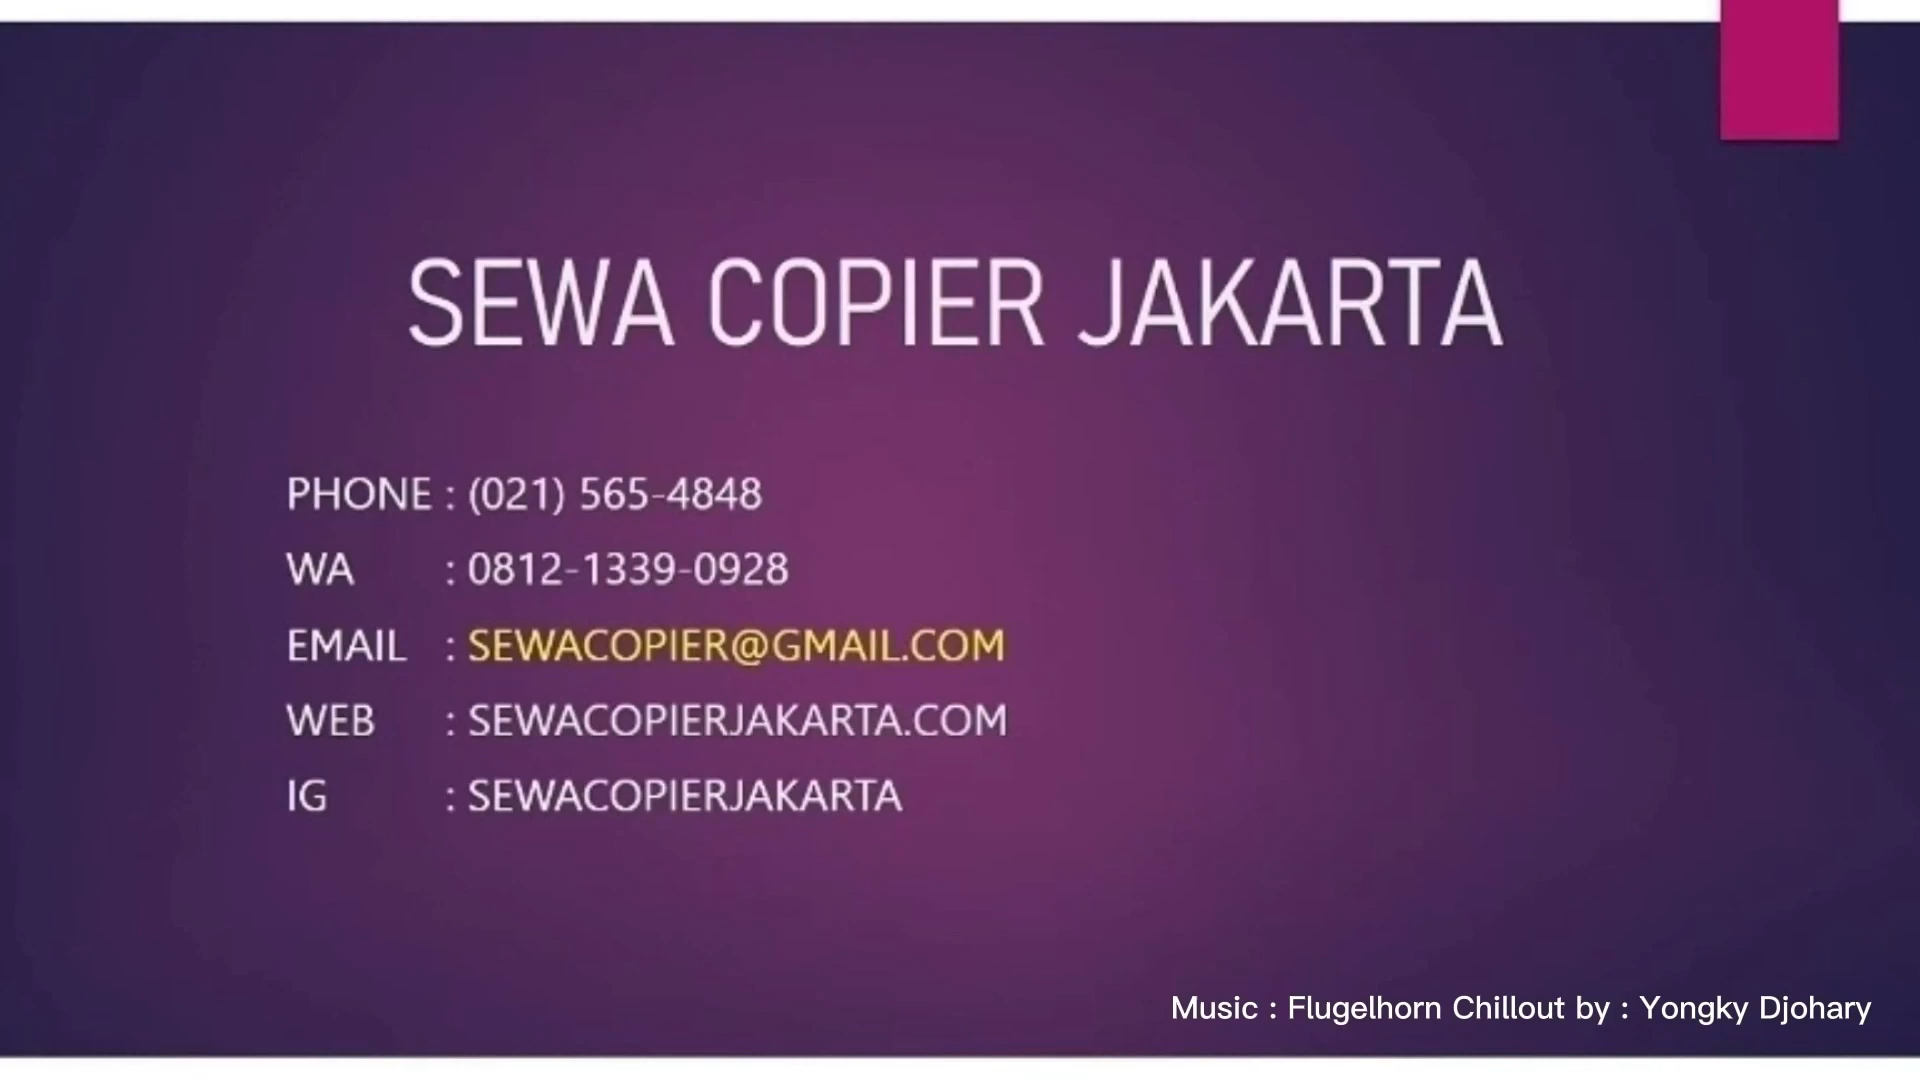 SEWA COPIER JAKARTA
PHONE : (021) 565-4848
WA : 0812-1339-0928
EMAIL : SEWACOPIER@GMAIL.COM
WEB : SEWACOPIERJAKARTA.COM
IG : SEWACOPIERJAKARTA
Music : Flugelhorn Chillout by : Yongky Djohary